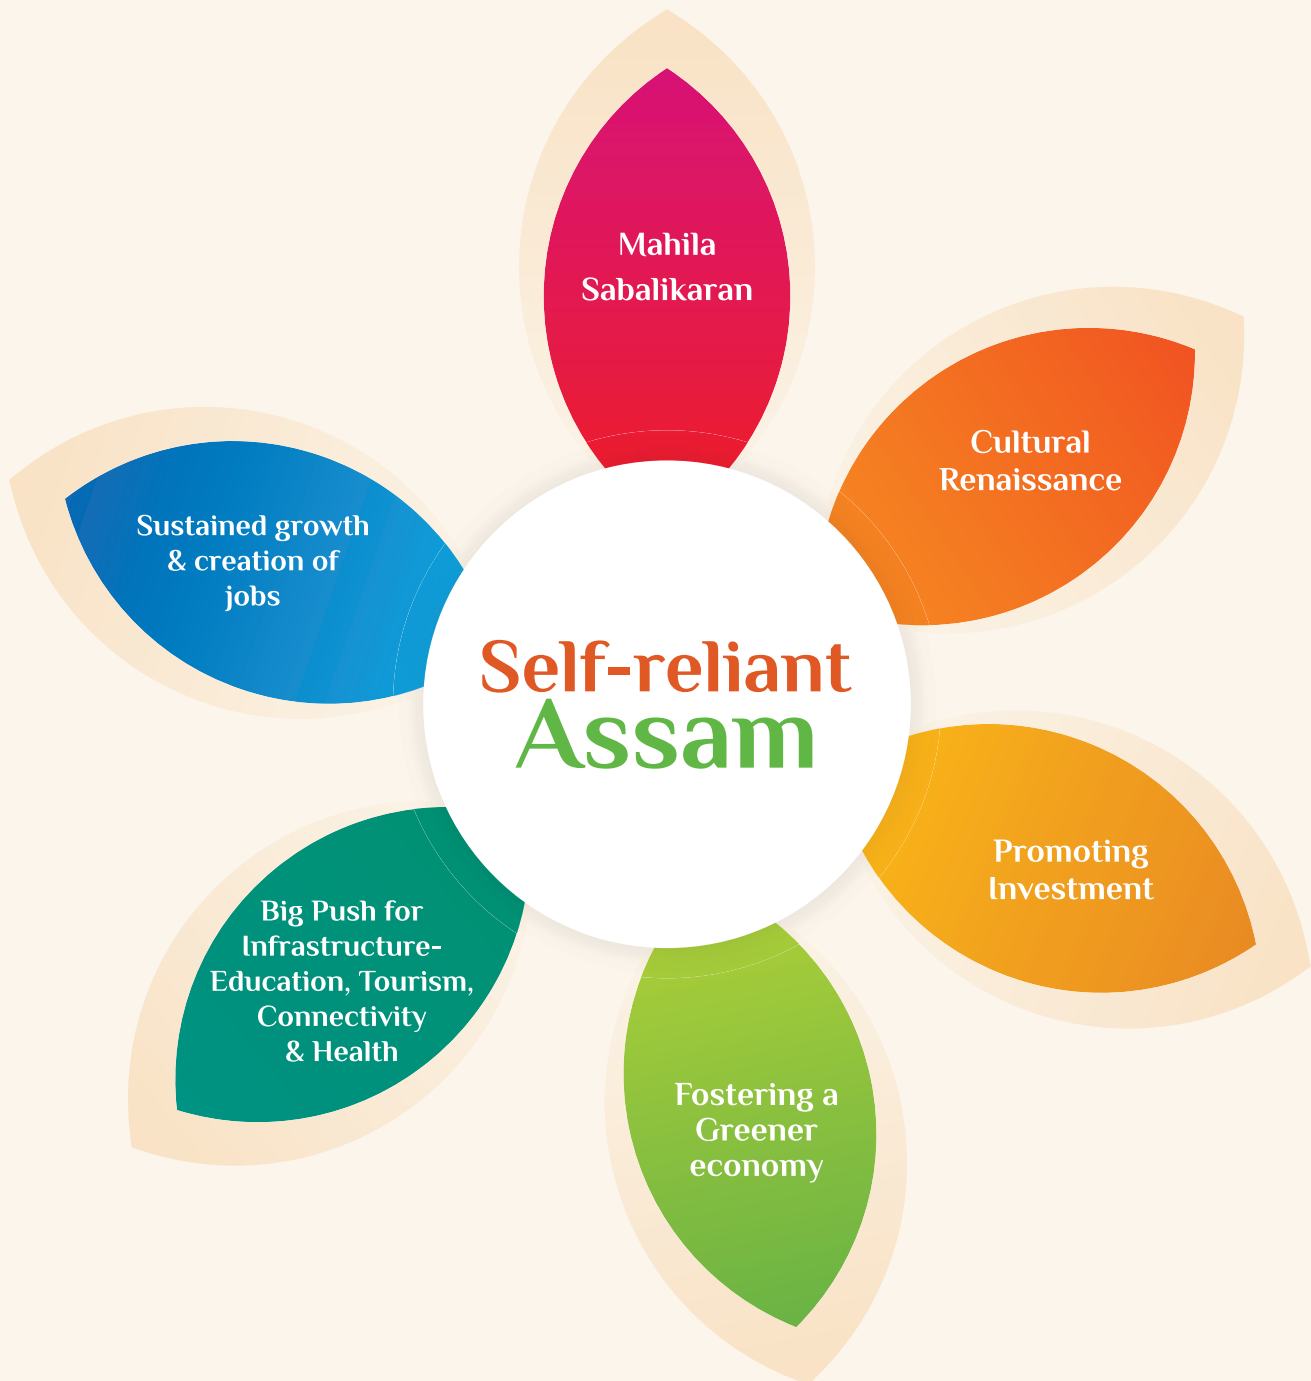 Mahila
Sabalikaran
Cultural
Renaissance
Sustained growth
& creation of
jobs
Self-reliant
Assam
Promoting
Investment
Big Push for
Infrastructure-
Education, Tourism,
Connectivity
& Health
Fostering a
Greener
economy